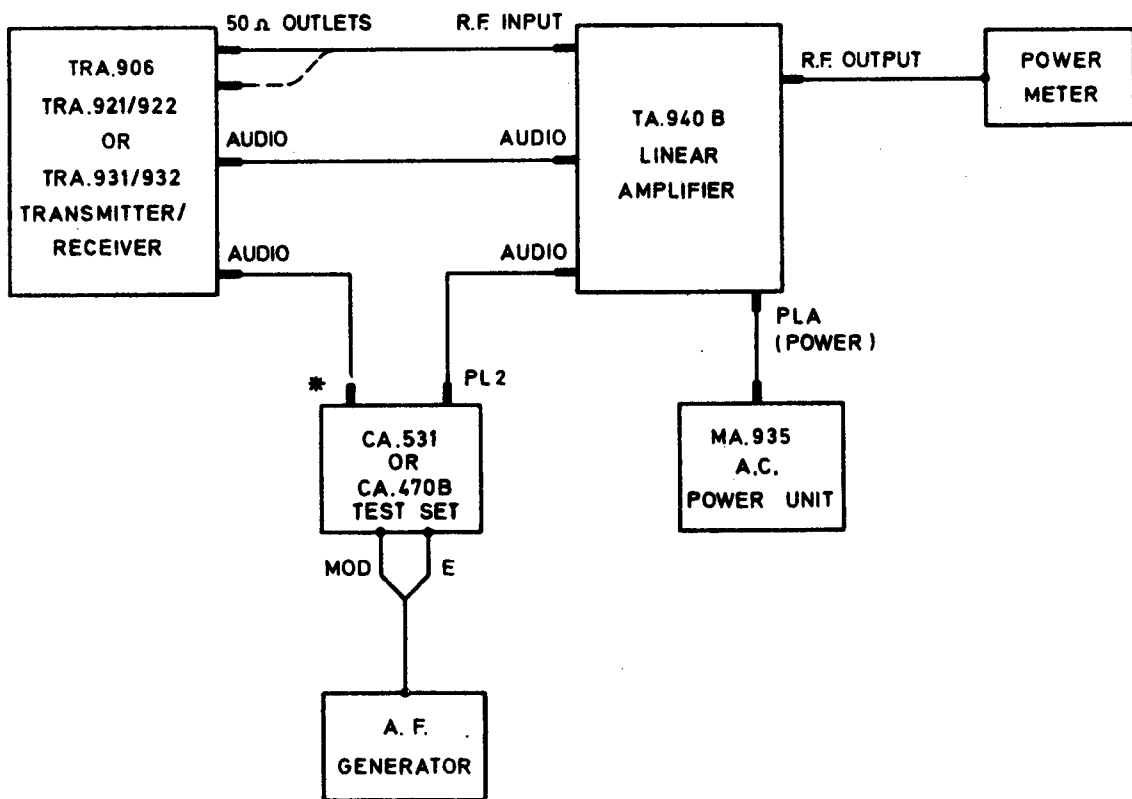 50 Ω OUTLETS
R.F. INPUT
TRA.906
TRA.921/922
OR
TRA.931/932
TRANSMITTER/
RECEIVER
AUDIO
AUDIO
AUDIO
AUDIO
TA.940 B
LINEAR
AMPLIFIER
R.F. OUTPUT
POWER
METER
PLA
(POWER)
*
PL2
CA.531
OR
CA.470B
TEST SET
MA.935
A.C.
POWER UNIT
MOD
E
A. F.
GENERATOR